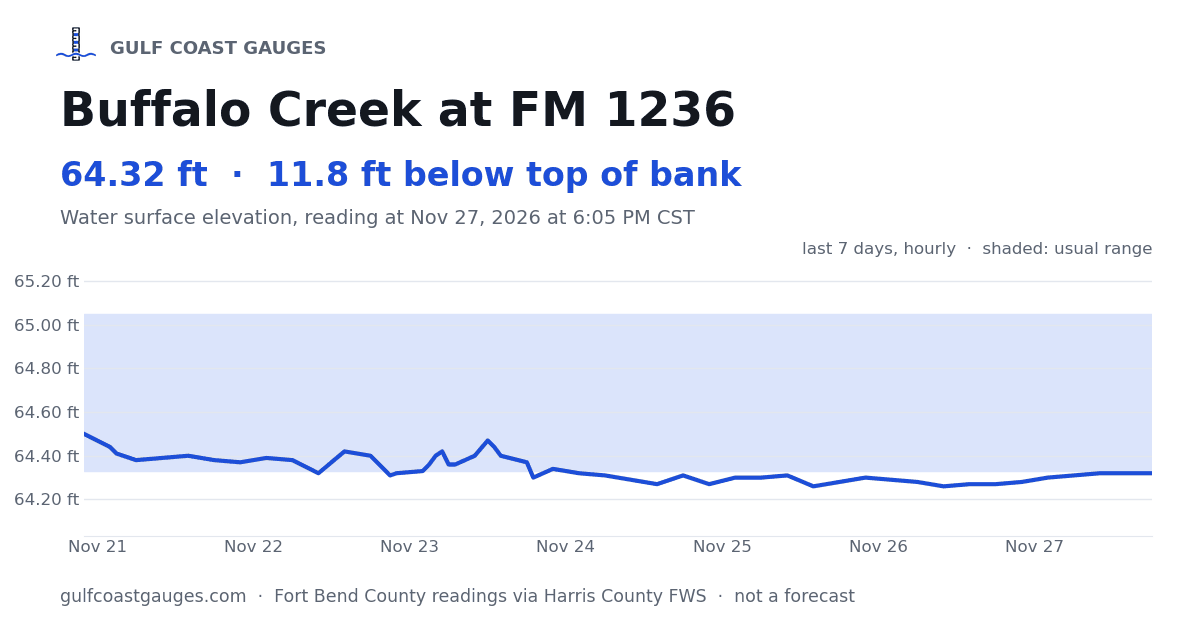 GULF COAST GAUGES
Buffalo Creek at FM 1236
64.32 ft · 11.8 ft below top of bank
Water surface elevation, reading at Nov 27, 2026 at 6:05 PM CST
last 7 days, hourly · shaded: usual range
65.20 ft
65.00 ft
64.80 ft
64.60 ft
64.40 ft
64.20 ft
Nov 21 Nov 22 Nov 23 Nov 24 Nov 25 Nov 26 Nov 27
gulfcoastgauges.com · Fort Bend County readings via Harris County FWS · not a forecast